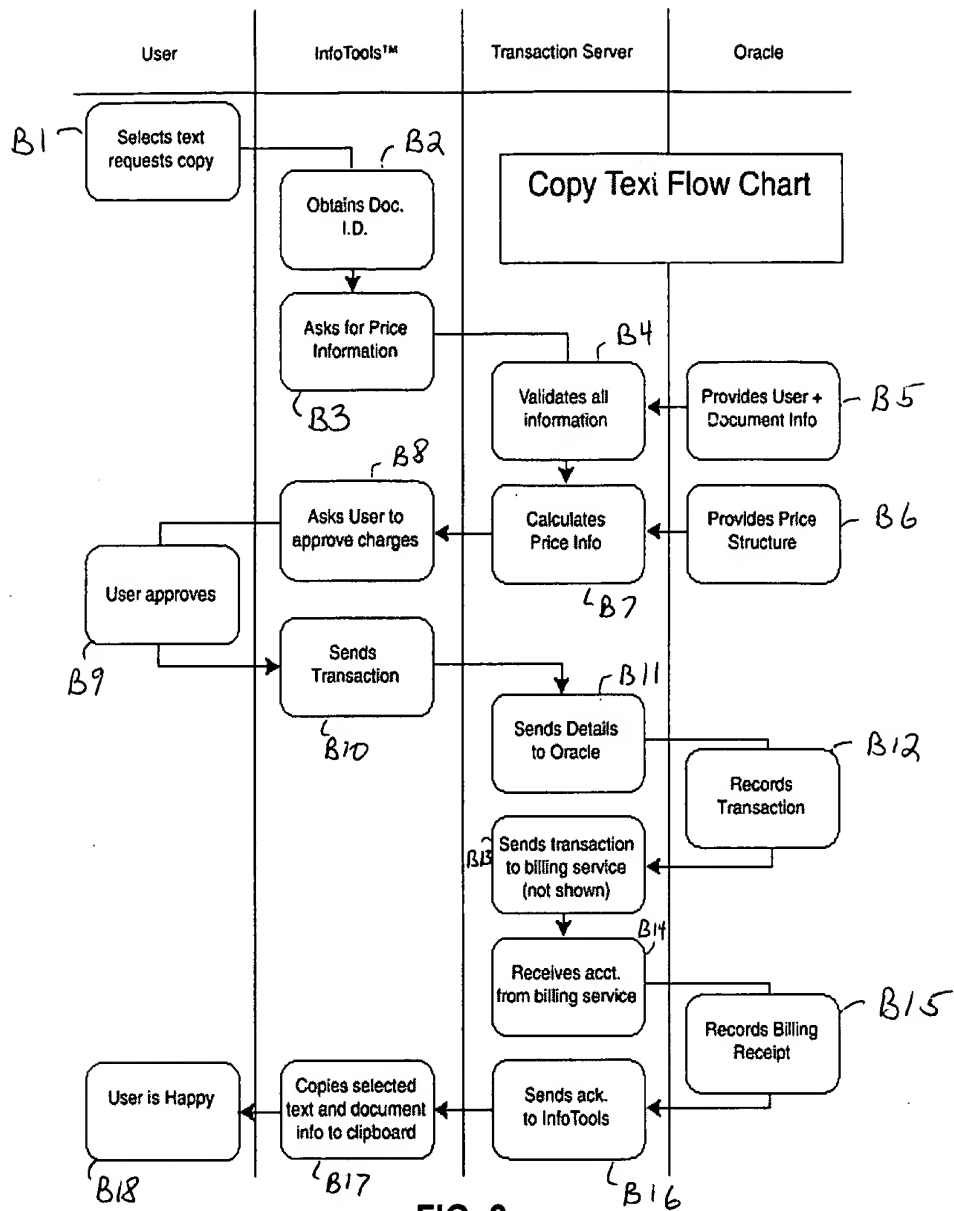 User
InfoTools™
Transaction Server
Oracle
B1
Selects text
requests copy
B2
Copy Text Flow Chart
Obtains Doc.
I.D.
Asks for Price
Information
B3
B4
Validates all
information
Provides User +
Document Info
B5
B8
Asks User to
approve charges
Calculates
Price Info
B7
Provides Price
Structure
B6
User approves
B9
Sends
Transaction
B10
B11
Sends Details
to Oracle
B12
Records
Transaction
B13
Sends transaction
to billing service
(not shown)
B14
Receives acct.
from billing service
B15
Records Billing
Receipt
User is Happy
B18
Copies selected
text and document
info to clipboard
B17
Sends ack.
to InfoTools
B16